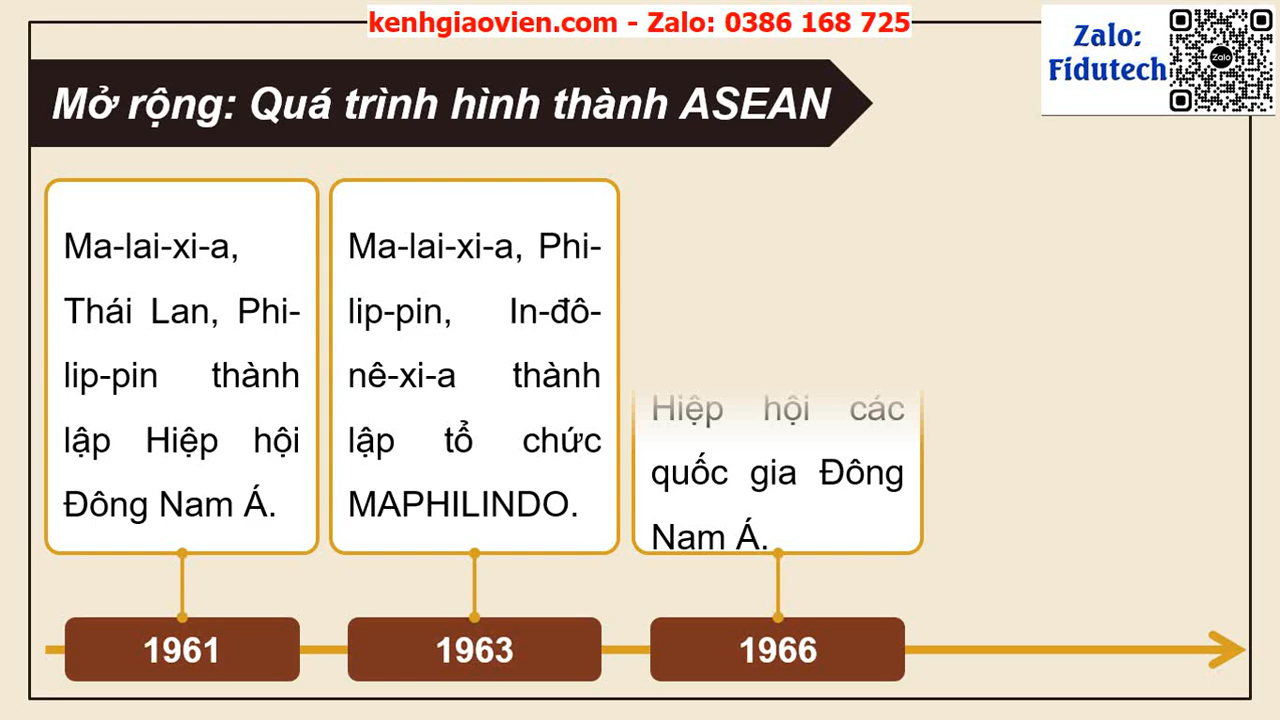 kenhgiaovien.com - Zalo: 0386 168 725
Zalo:
Fidutech
Zalo
Mở rộng: Quá trình hình thành ASEAN
Ma-lai-xi-a,
Thái Lan, Phi-
lip-pin thành
lập Hiệp hội
Đông Nam Á.
Ma-lai-xi-a, Phi-
lip-pin, In-đô-
nê-xi-a thành
lập tổ chức
MAPHILINDO.
Hiệp hội các
quốc gia Đông
Nam Á.
1961
1963
1966